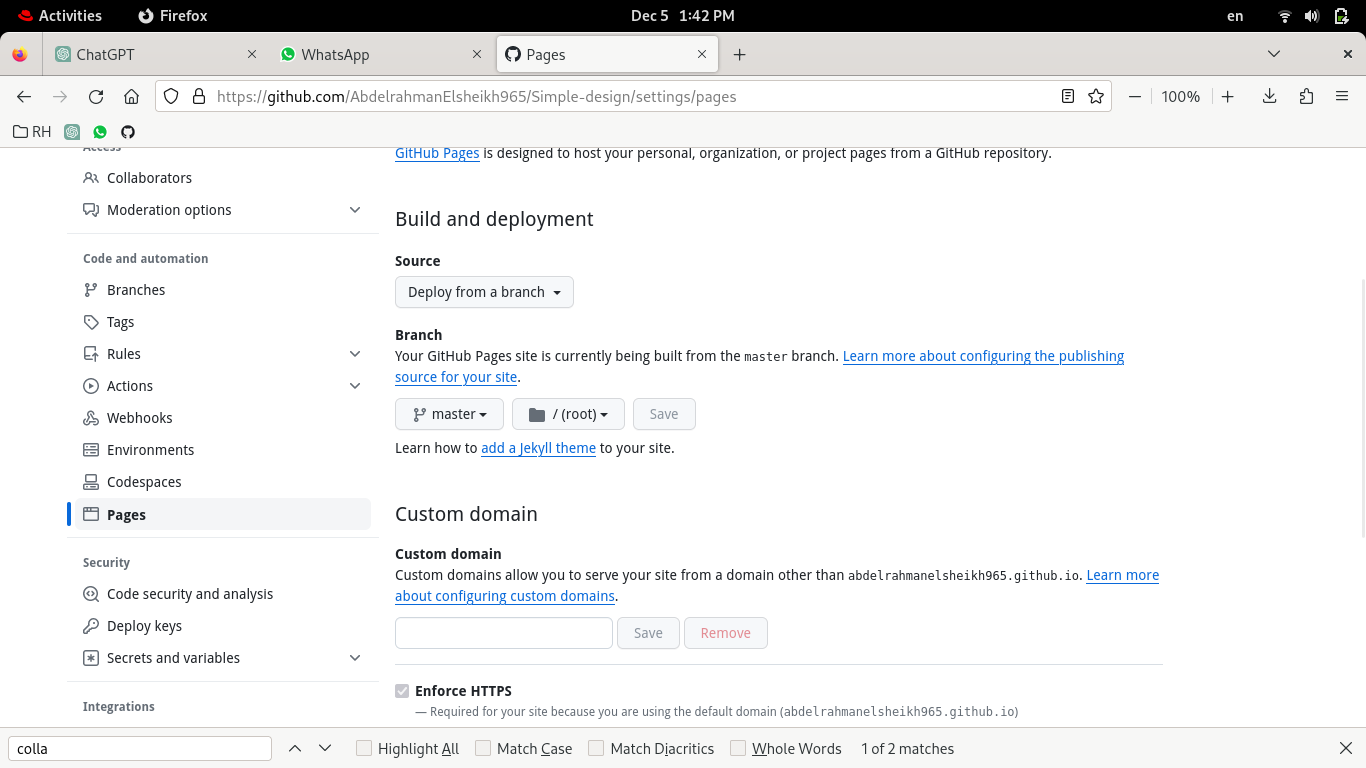 Activities
Firefox
Dec 5 1:42 PM
en
ChatGPT
WhatsApp
Pages
https://github.com/AbdelrahmanElsheikh965/Simple-design/settings/pages
100%
RH
Access
Collaborators
Moderation options
Code and automation
Branches
Tags
Rules
Actions
Webhooks
Environments
Codespaces
Pages
Security
Code security and analysis
Deploy keys
Secrets and variables
Integrations
GitHub Pages is designed to host your personal, organization, or project pages from a GitHub repository.
Build and deployment
Source
Deploy from a branch
Branch
Your GitHub Pages site is currently being built from the master branch. Learn more about configuring the publishing
source for your site.
master
/ (root)
Save
Learn how to add a Jekyll theme to your site.
Custom domain
Custom domain
Custom domains allow you to serve your site from a domain other than abdelrahmanelsheikh965.github.io. Learn more
about configuring custom domains.
Save
Remove
Enforce HTTPS
— Required for your site because you are using the default domain (abdelrahmanelsheikh965.github.io)
colla
Highlight All
Match Case
Match Diacritics
Whole Words
1 of 2 matches